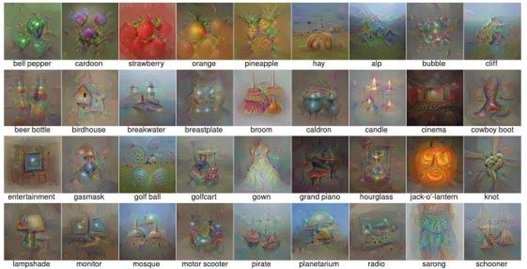 bell pepper cardoon strawberry orange pineapple hay alp bubble cliff
beer bottle birdhouse breakwater breastplate broom caldron candle cinema cowboy boot
entertainment gasmask golf ball golfcart gown grand piano hourglass jack-o'-lantern knot
lampshade monitor mosque motor scooter pirate planetarium radio sarong schooner